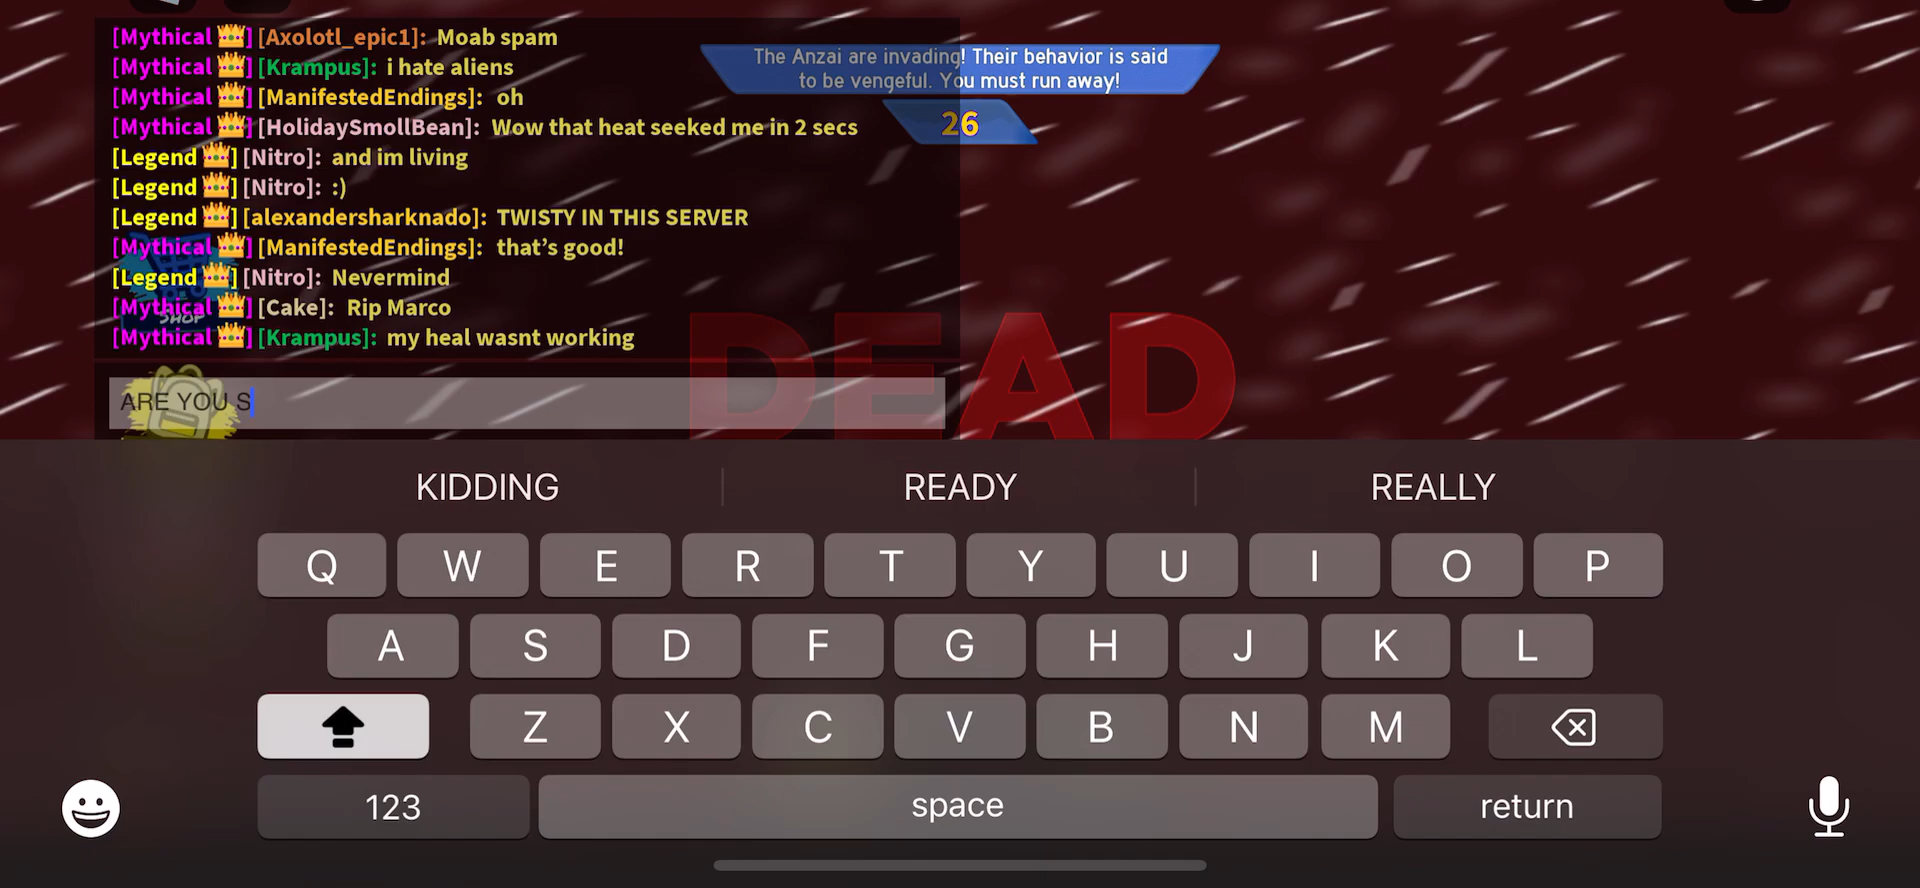 [Mythical 👑] [Axolotl_epic1]: Moab spam
[Mythical 👑] [Krampus]: i hate aliens
[Mythical 👑] [ManifestedEndings]: oh
[Mythical 👑] [HolidaySmollBean]: Wow that heat seeked me in 2 secs
[Legend 👑] [Nitro]: and im living
[Legend 👑] [Nitro]: :)
[Legend 👑] [alexandersharknado]: TWISTY IN THIS SERVER
[Mythical 👑] [ManifestedEndings]: that’s good!
[Legend 👑] [Nitro]: Nevermind
[Mythical 👑] [Cake]: Rip Marco
SHOP
[Mythical 👑] [Krampus]: my heal wasnt working
The Anzai are invading! Their behavior is said
to be vengeful. You must run away!
26
DEAD
ARE YOU S
KIDDING READY REALLY
Q W E R T Y U I O P
A S D F G H J K L
Z X C V B N M
123 space return